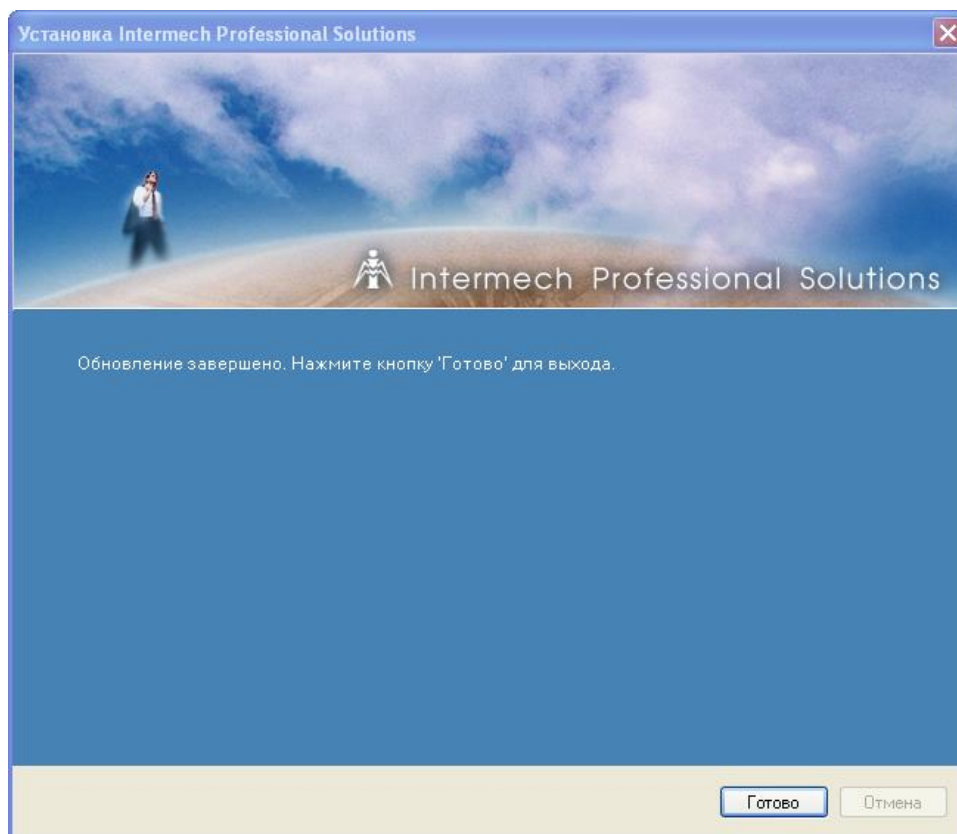 Установка Intermech Professional Solutions
Intermech Professional Solutions
Обновление завершено. Нажмите кнопку 'Готово' для выхода.
Готово
Отмена